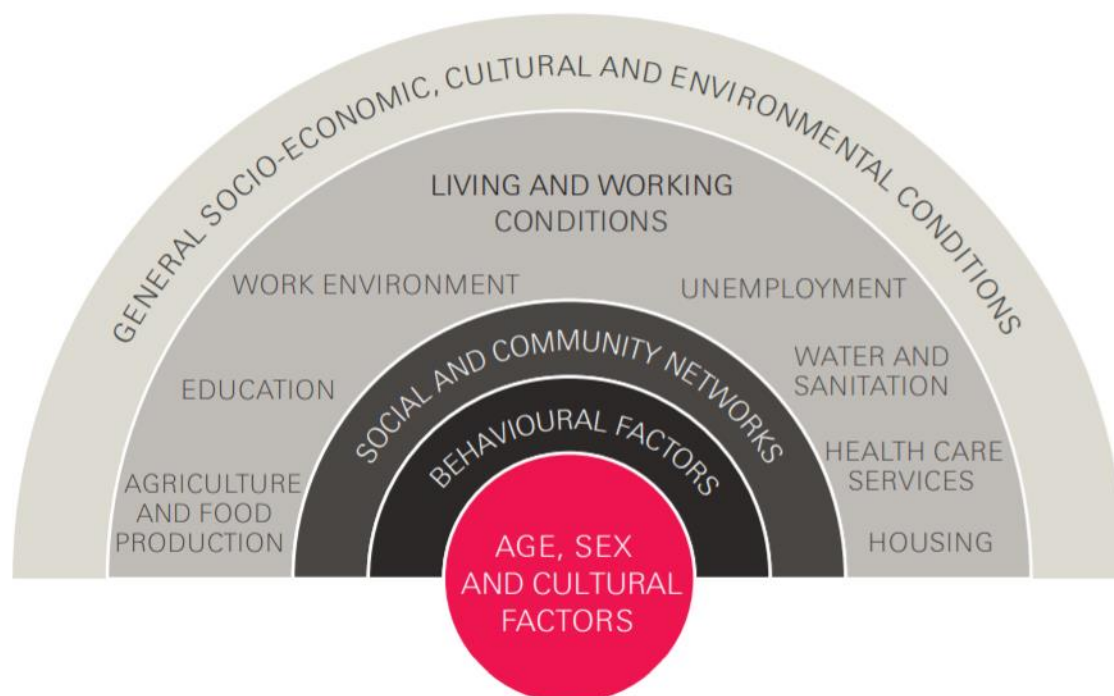 GENERAL SOCIO-ECONOMIC, CULTURAL AND ENVIRONMENTAL CONDITIONS
LIVING AND WORKING
CONDITIONS
WORK ENVIRONMENT
UNEMPLOYMENT
EDUCATION
WATER AND
SANITATION
AGRICULTURE
AND FOOD
PRODUCTION
HEALTH CARE
SERVICES
HOUSING
SOCIAL AND COMMUNITY NETWORKS
BEHAVIOURAL FACTORS
AGE, SEX
AND CULTURAL
FACTORS